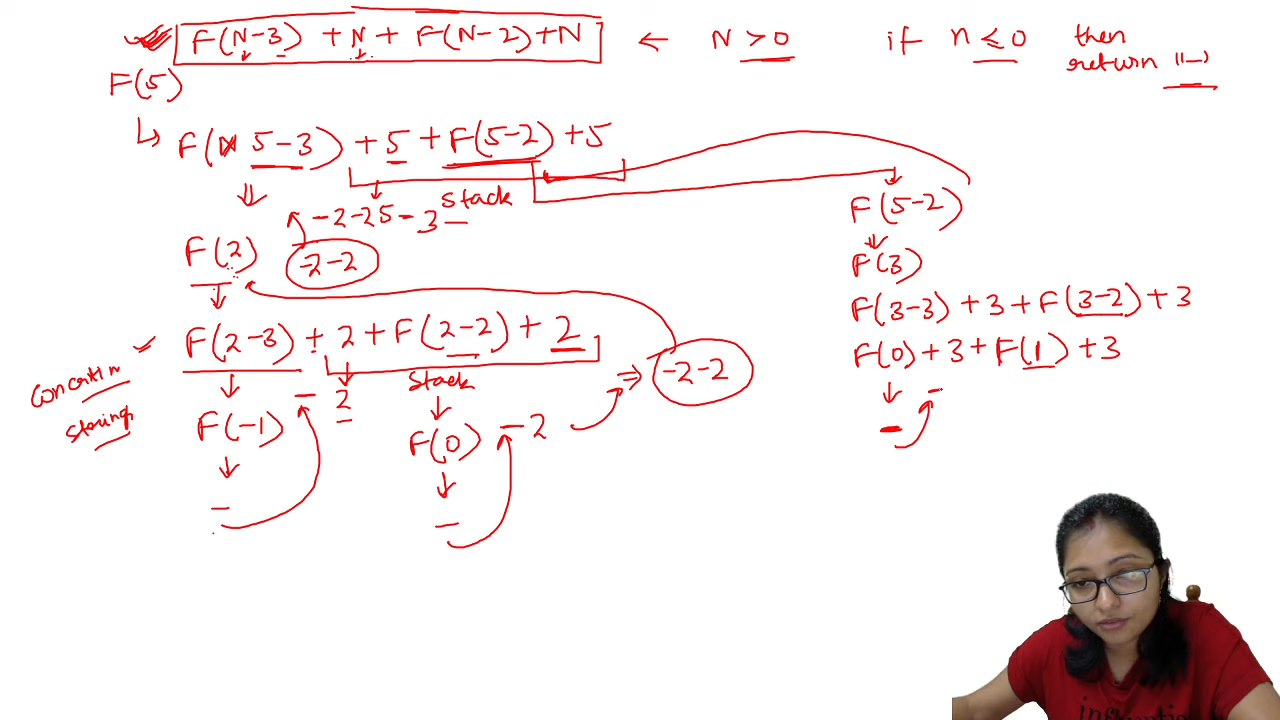 F(N-3) + N + F(N-2) + N ← N > 0 if n ≤ 0 then
return "-"
F(5)
F( 5-3) + 5 + F(5-2) + 5
stack
-2-25-3-
F(5-2)
F(2)
-2-2
F(3)
F(3-3) + 3 + F(3-2) + 3
F(2-3) + 2 + F(2-2) + 2
F(0) + 3 + F(1) + 3
stack
-2-2
- 2
F(-1)
F(0) - 2
-
-
-